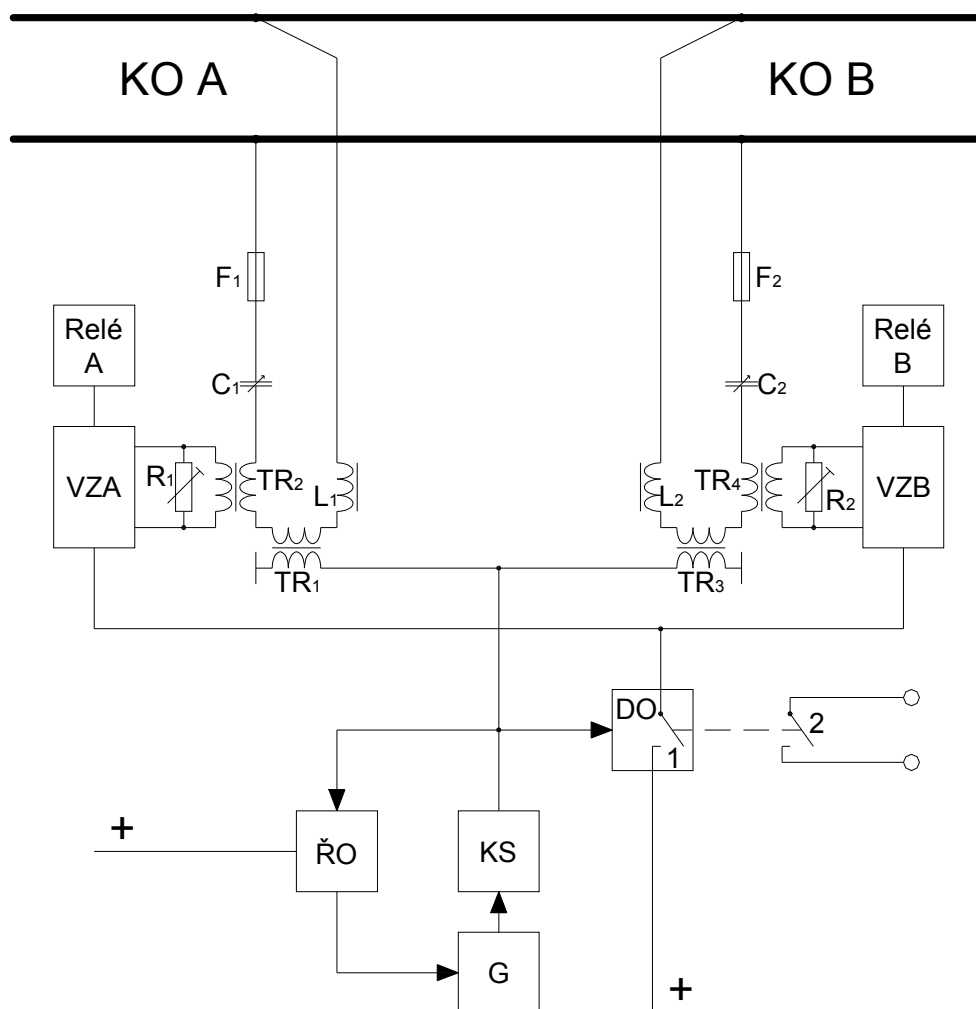 KO A
KO B
F1
F2
Relé
A
Relé
B
C1
C2
VZA
R1
TR2
L1
L2
TR4
R2
VZB
TR1
TR3
DO
1
2
+
ŘO
KS
G
+